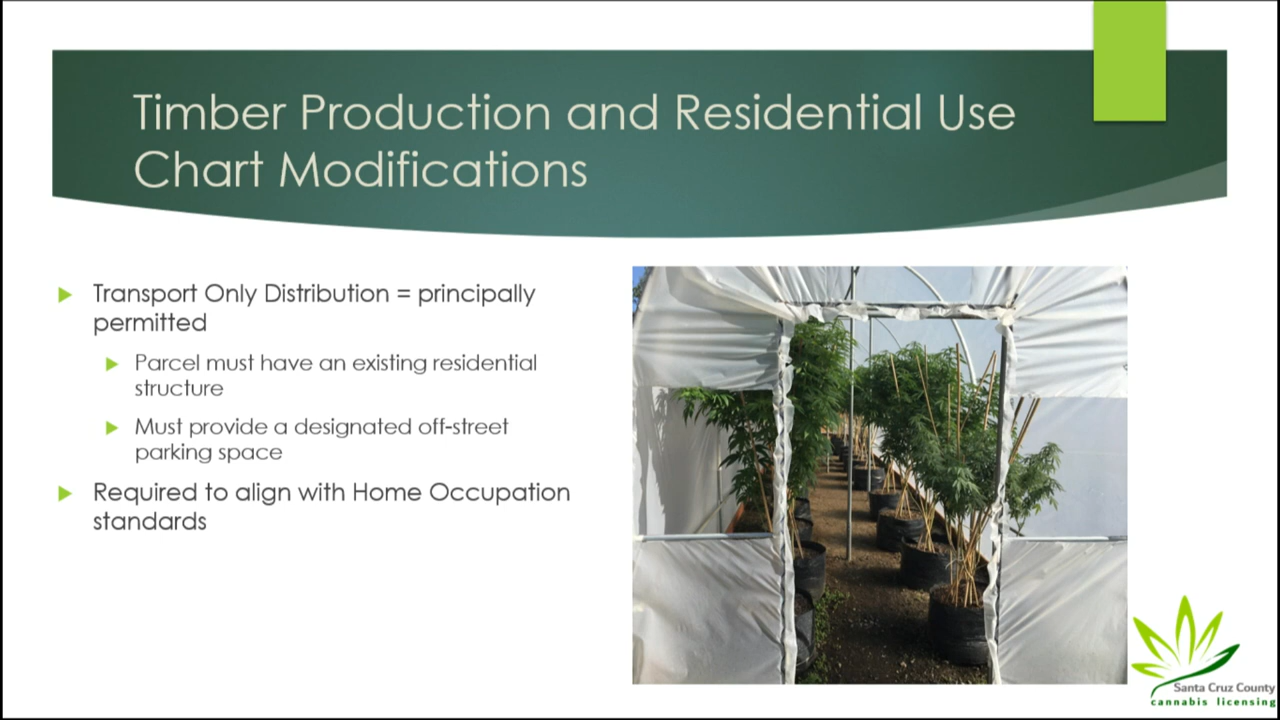 Timber Production and Residential Use
Chart Modifications
Transport Only Distribution = principally
permitted
Parcel must have an existing residential
structure
Must provide a designated off-street
parking space
Required to align with Home Occupation
standards
Santa Cruz County
cannabis licensing